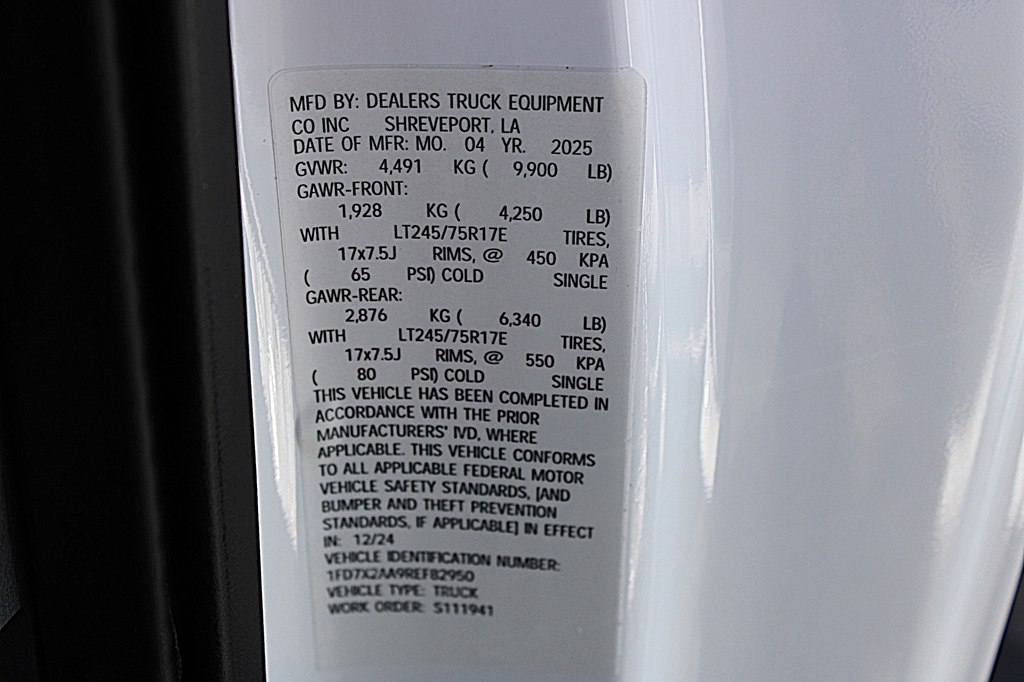 MFD BY: DEALERS TRUCK EQUIPMENT
CO INC SHREVEPORT, LA
DATE OF MFR: MO. 04 YR. 2025
GVWR: 4,491 KG ( 9,900 LB)
GAWR-FRONT:
1,928 KG ( 4,250 LB)
WITH LT245/75R17E TIRES,
17x7.5J RIMS, @ 450 KPA
( 65 PSI) COLD SINGLE
GAWR-REAR:
2,876 KG ( 6,340 LB)
WITH LT245/75R17E TIRES,
17x7.5J RIMS, @ 550 KPA
( 80 PSI) COLD SINGLE
THIS VEHICLE HAS BEEN COMPLETED IN
ACCORDANCE WITH THE PRIOR
MANUFACTURERS' IVD, WHERE
APPLICABLE. THIS VEHICLE CONFORMS
TO ALL APPLICABLE FEDERAL MOTOR
VEHICLE SAFETY STANDARDS, [AND
BUMPER AND THEFT PREVENTION
STANDARDS, IF APPLICABLE] IN EFFECT
IN: 12/24
VEHICLE IDENTIFICATION NUMBER:
1FD7X2AA9REF82950
VEHICLE TYPE: TRUCK
WORK ORDER: S111941